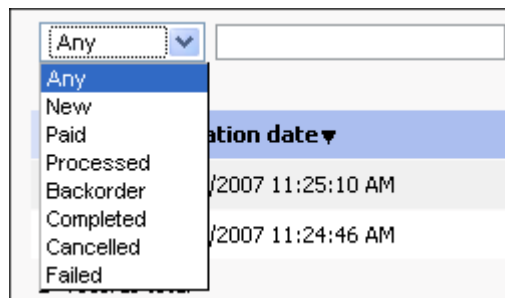 Any
Any
New
Paid
ation date▼
Processed
Backorder
/2007 11:25:10 AM
Completed
Cancelled
/2007 11:24:46 AM
Failed